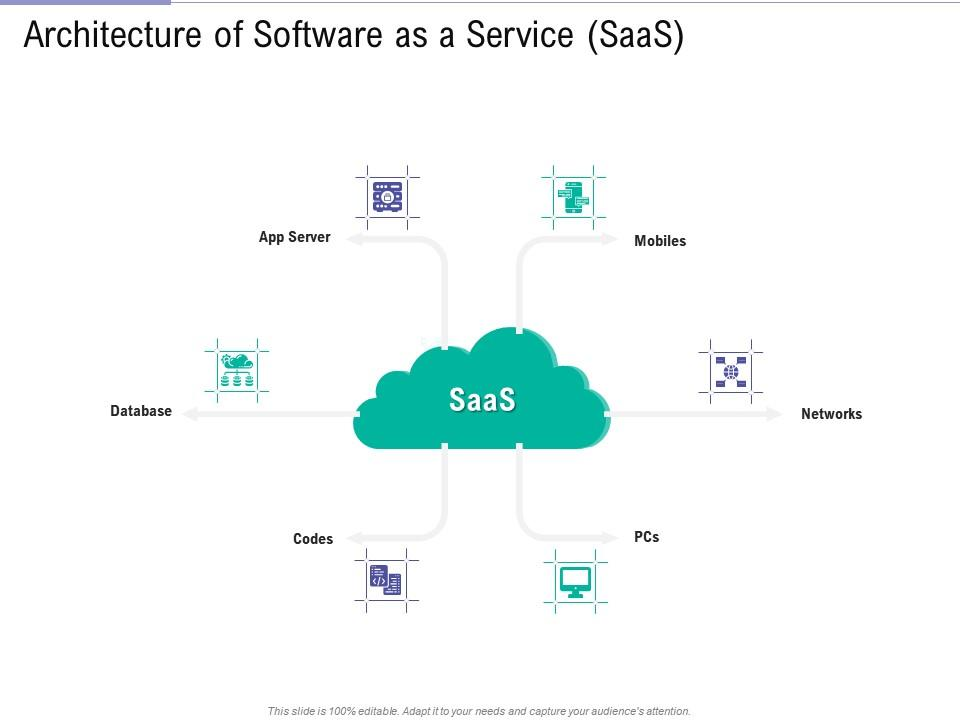 Architecture of Software as a Service (SaaS)
App Server
Mobiles
Database
SaaS
Networks
Codes
PCs
This slide is 100% editable. Adapt it to your needs and capture your audience's attention.